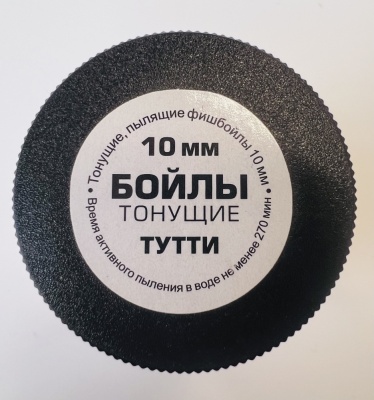 • Тонущие, пылящие фишбойлы 10 мм •
10 мм
БОЙЛЫ
ТОНУЩИЕ
ТУТТИ
Время активного пыления в воде не менее 270 мин